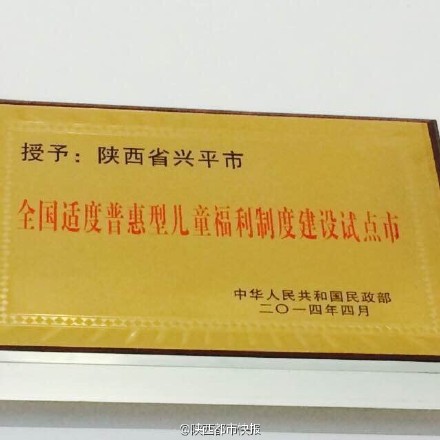 授予：陕西省兴平市
全国适度普惠型儿童福利制度建设试点市
中华人民共和国民政部
二〇一四年四月
@陕西都市快报